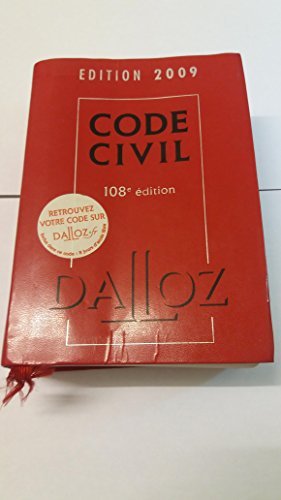 EDITION 2009
CODE
CIVIL
108e édition
RETROUVEZ
VOTRE CODE SUR
DALLOZ.fr
DALLOZ